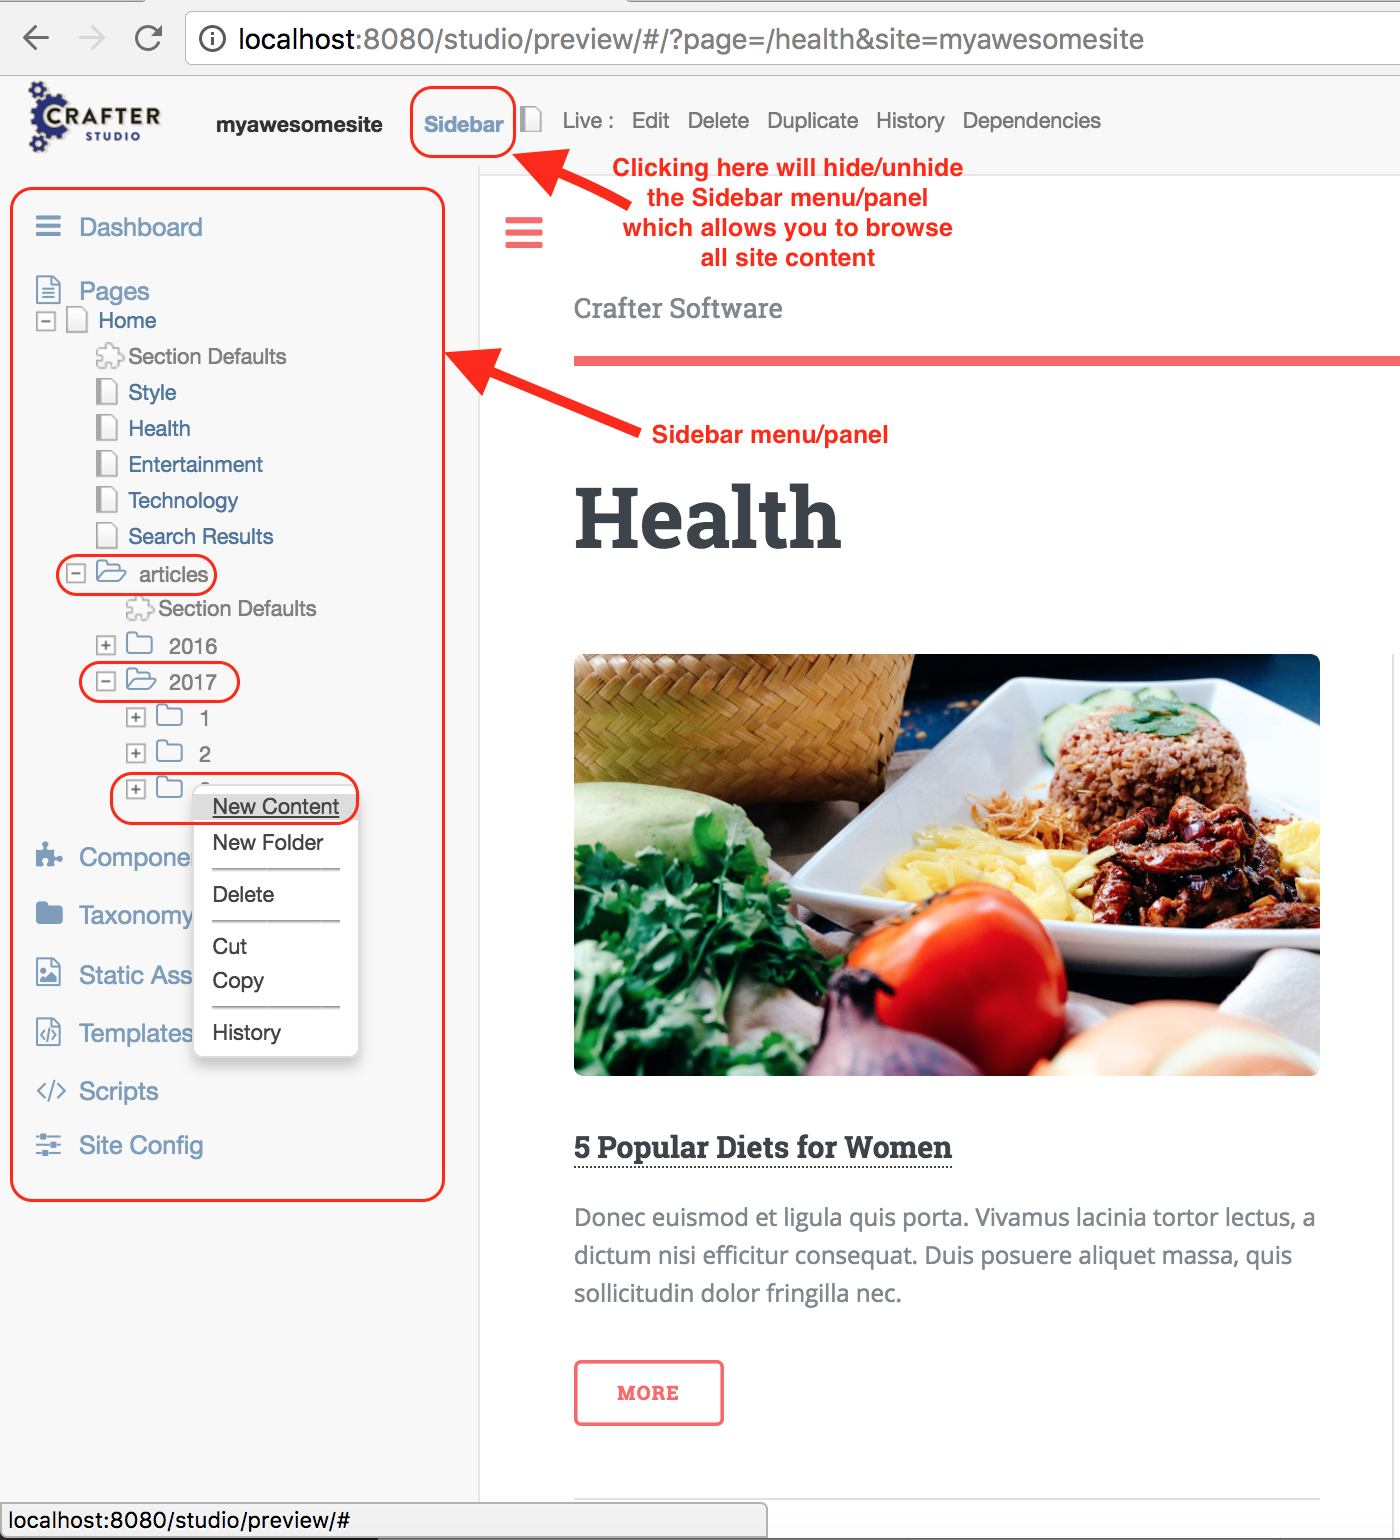 localhost:8080/studio/preview/#/?page=/health&site=myawesomesite
CRAFTER
STUDIO
myawesomesite
Sidebar
Live :
Edit
Delete
Duplicate
History
Dependencies
Clicking here will hide/unhide
the Sidebar menu/panel
which allows you to browse
all site content
Dashboard
Pages
Home
Section Defaults
Style
Health
Entertainment
Technology
Search Results
articles
Section Defaults
2016
2017
1
2
New Content
New Folder
Delete
Cut
Copy
History
Compone
Taxonomy
Static Ass
Templates
Scripts
Site Config
Crafter Software
Sidebar menu/panel
Health
5 Popular Diets for Women
Donec euismod et ligula quis porta. Vivamus lacinia tortor lectus, a
dictum nisi efficitur consequat. Duis posuere aliquet massa, quis
sollicitudin dolor fringilla nec.
MORE
localhost:8080/studio/preview/#